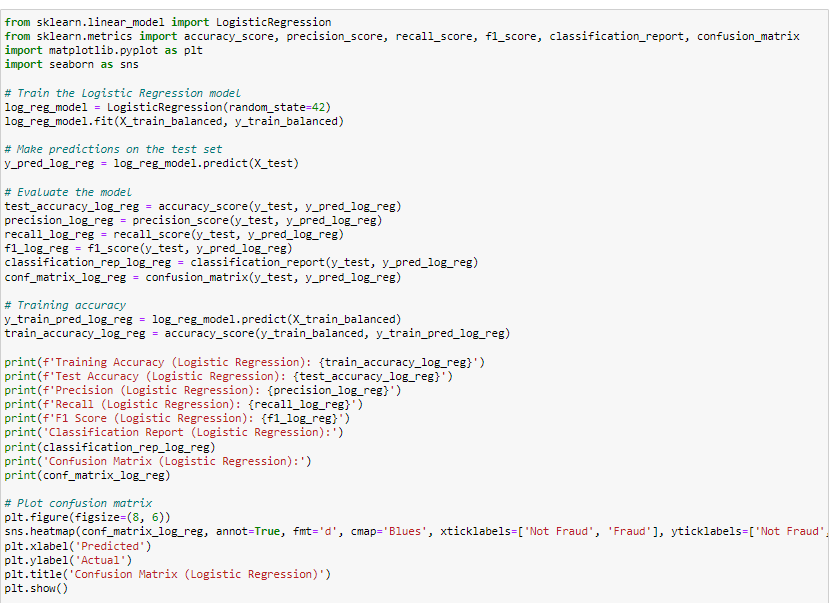 from sklearn.linear_model import LogisticRegression
from sklearn.metrics import accuracy_score, precision_score, recall_score, f1_score, classification_report, confusion_matrix
import matplotlib.pyplot as plt
import seaborn as sns
# Train the Logistic Regression model
log_reg_model = LogisticRegression(random_state=42)
log_reg_model.fit(X_train_balanced, y_train_balanced)
# Make predictions on the test set
y_pred_log_reg = log_reg_model.predict(X_test)
# Evaluate the model
test_accuracy_log_reg = accuracy_score(y_test, y_pred_log_reg)
precision_log_reg = precision_score(y_test, y_pred_log_reg)
recall_log_reg = recall_score(y_test, y_pred_log_reg)
f1_log_reg = f1_score(y_test, y_pred_log_reg)
classification_rep_log_reg = classification_report(y_test, y_pred_log_reg)
conf_matrix_log_reg = confusion_matrix(y_test, y_pred_log_reg)
# Training accuracy
y_train_pred_log_reg = log_reg_model.predict(X_train_balanced)
train_accuracy_log_reg = accuracy_score(y_train_balanced, y_train_pred_log_reg)
print(f'Training Accuracy (Logistic Regression): {train_accuracy_log_reg}')
print(f'Test Accuracy (Logistic Regression): {test_accuracy_log_reg}')
print(f'Precision (Logistic Regression): {precision_log_reg}')
print(f'Recall (Logistic Regression): {recall_log_reg}')
print(f'F1 Score (Logistic Regression): {f1_log_reg}')
print('Classification Report (Logistic Regression):')
print(classification_rep_log_reg)
print('Confusion Matrix (Logistic Regression):')
print(conf_matrix_log_reg)
# Plot confusion matrix
plt.figure(figsize=(8, 6))
sns.heatmap(conf_matrix_log_reg, annot=True, fmt='d', cmap='Blues', xticklabels=['Not Fraud', 'Fraud'], yticklabels=['Not Fraud',
plt.xlabel('Predicted')
plt.ylabel('Actual')
plt.title('Confusion Matrix (Logistic Regression)')
plt.show()